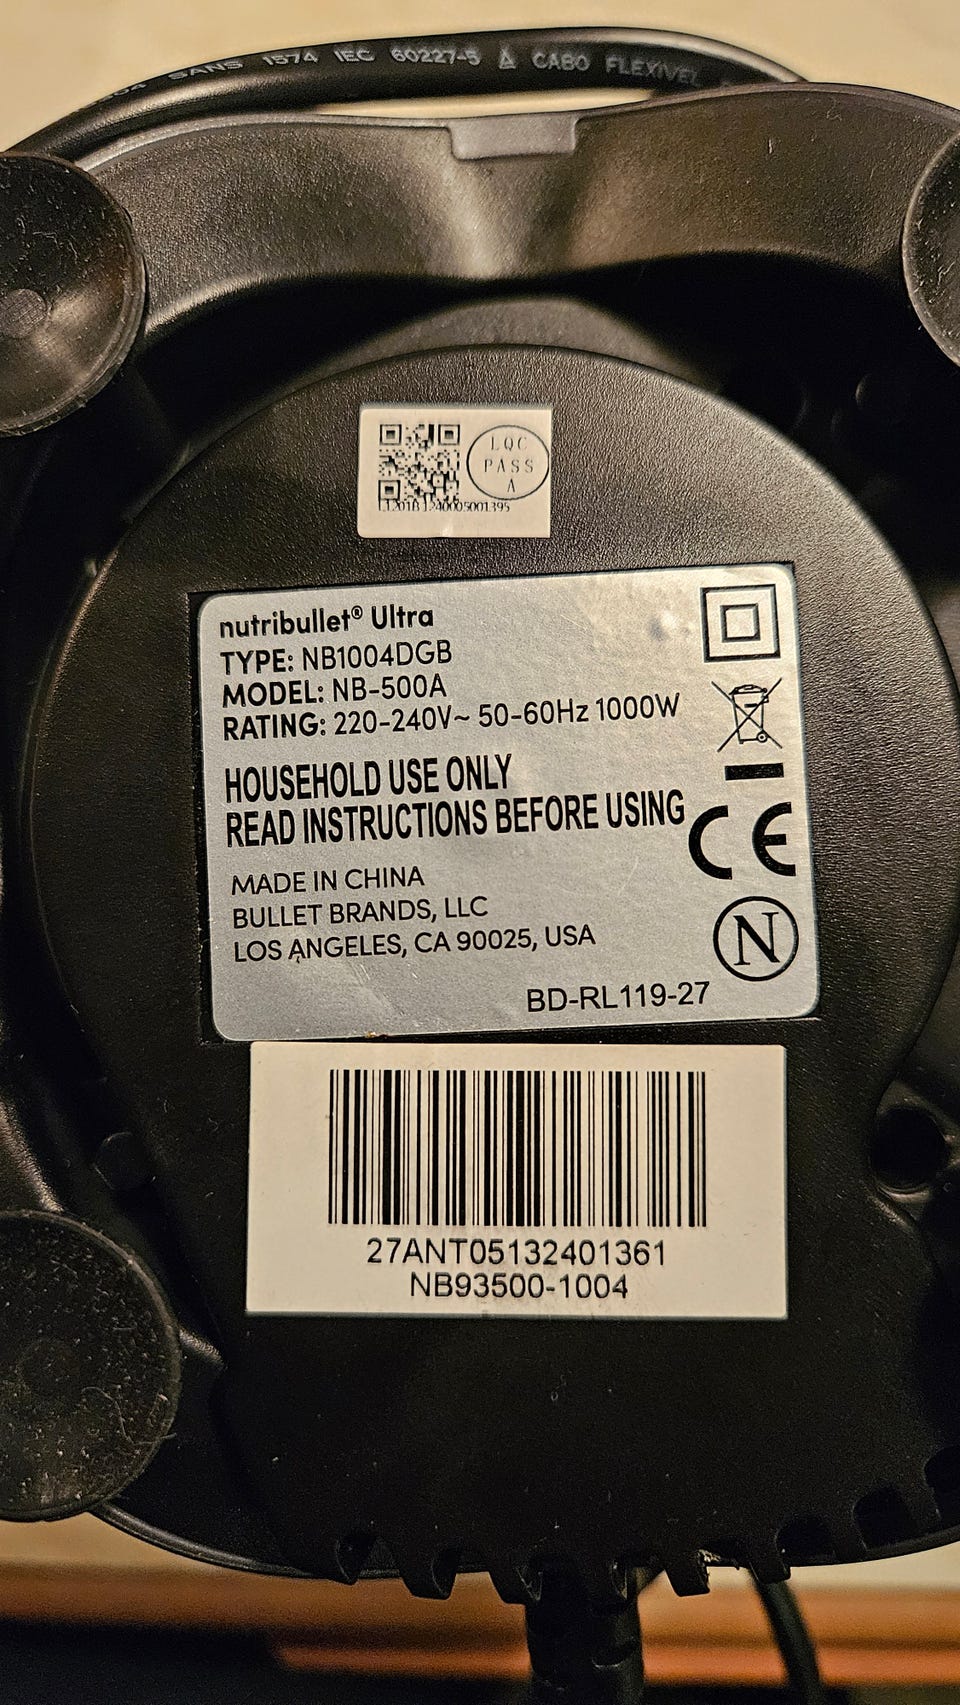 SANS 1574 IEC 60227-5 CABO FLEXIVEL
LQC
PASS
A
nutribullet® Ultra
TYPE: NB1004DGB
MODEL: NB-500A
RATING: 220-240V~ 50-60Hz 1000W
HOUSEHOLD USE ONLY
READ INSTRUCTIONS BEFORE USING
CE
MADE IN CHINA
BULLET BRANDS, LLC
LOS ANGELES, CA 90025, USA
N
BD-RL119-27
27ANT05132401361
NB93500-1004